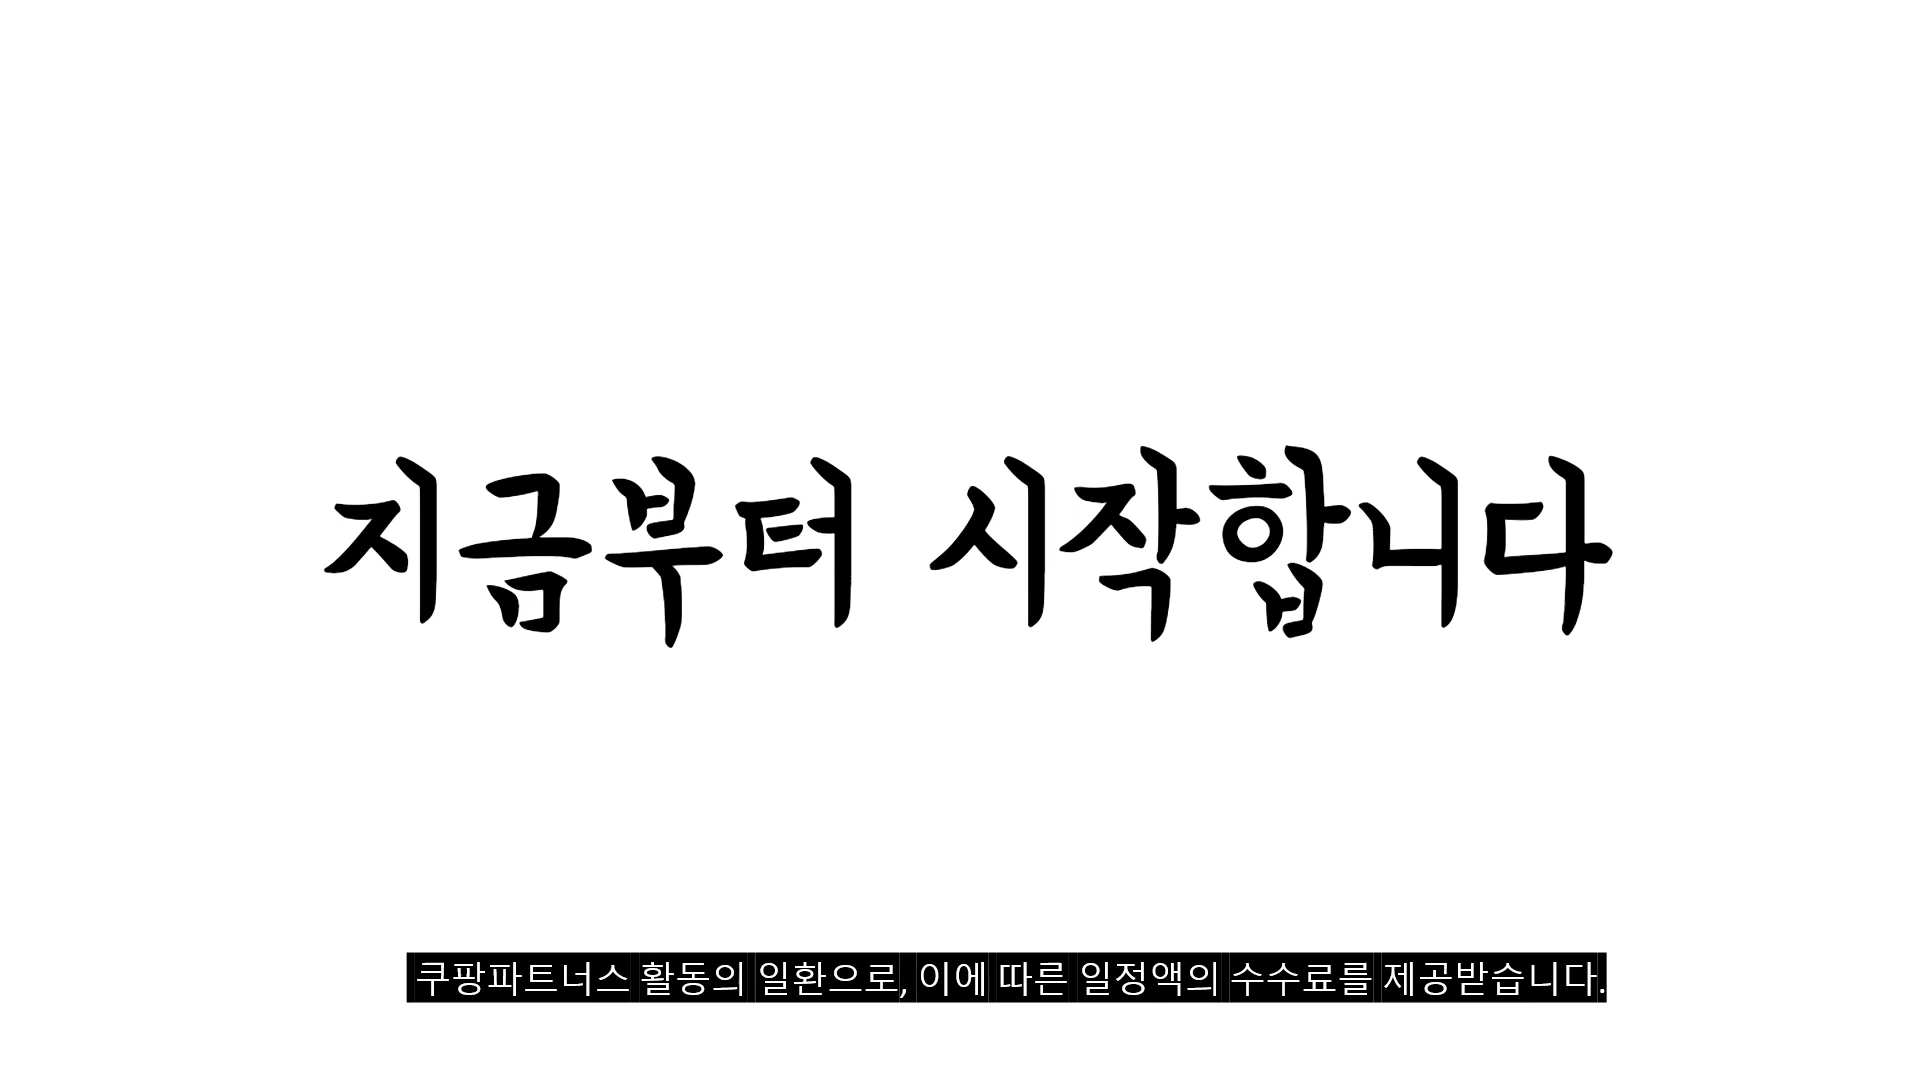 지금부터 시작합니다
쿠팡파트너스 활동의 일환으로, 이에 따른 일정액의 수수료를 제공받습니다.